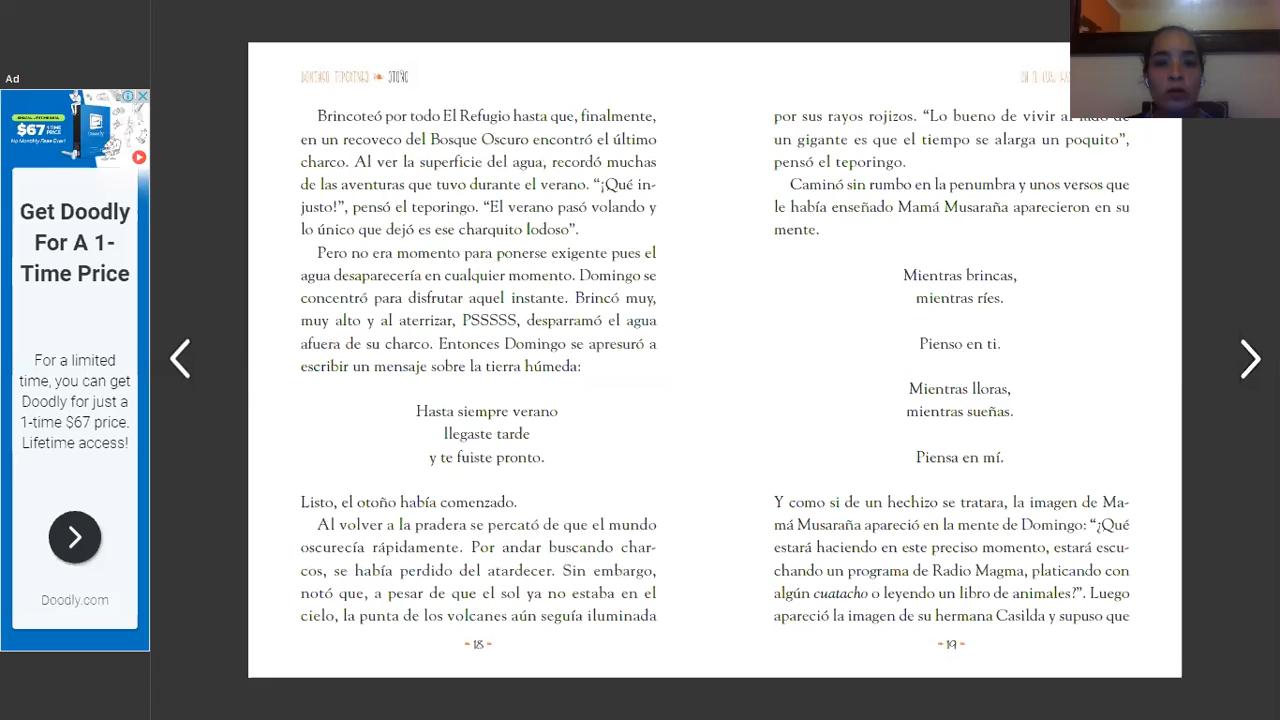 Ad
$67
Get Doodly
For A 1-
Time Price
For a limited
time, you can get
Doodly for just a
1-time $67 price.
Lifetime access!
Doodly.com
DOMINGO TEPORINGO OTOÑO
Brincoteó por todo El Refugio hasta que, finalmente,
en un recoveco del Bosque Oscuro encontró el último
charco. Al ver la superficie del agua, recordó muchas
de las aventuras que tuvo durante el verano. “¡Qué in-
justo!”, pensó el teporingo. “El verano pasó volando y
lo único que dejó es ese charquito lodoso”.
Pero no era momento para ponerse exigente pues el
agua desaparecería en cualquier momento. Domingo se
concentró para disfrutar aquel instante. Brincó muy,
muy alto y al aterrizar, PSSSSS, desparramó el agua
afuera de su charco. Entonces Domingo se apresuró a
escribir un mensaje sobre la tierra húmeda:
Hasta siempre verano
llegaste tarde
y te fuiste pronto.
Listo, el otoño había comenzado.
Al volver a la pradera se percató de que el mundo
oscurecía rápidamente. Por andar buscando char-
cos, se había perdido del atardecer. Sin embargo,
notó que, a pesar de que el sol ya no estaba en el
cielo, la punta de los volcanes aún seguía iluminada
- 18 -
por sus rayos rojizos. “Lo bueno de vivir al lado de
un gigante es que el tiempo se alarga un poquito”,
pensó el teporingo.
Caminó sin rumbo en la penumbra y unos versos que
le había enseñado Mamá Musaraña aparecieron en su
mente.
Mientras brincas,
mientras ríes.
Pienso en ti.
Mientras lloras,
mientras sueñas.
Piensa en mí.
Y como si de un hechizo se tratara, la imagen de Ma-
má Musaraña apareció en la mente de Domingo: “¿Qué
estará haciendo en este preciso momento, estará escu-
chando un programa de Radio Magma, platicando con
algún cuatacho o leyendo un libro de animales?”. Luego
apareció la imagen de su hermana Casilda y supuso que
- 19 -